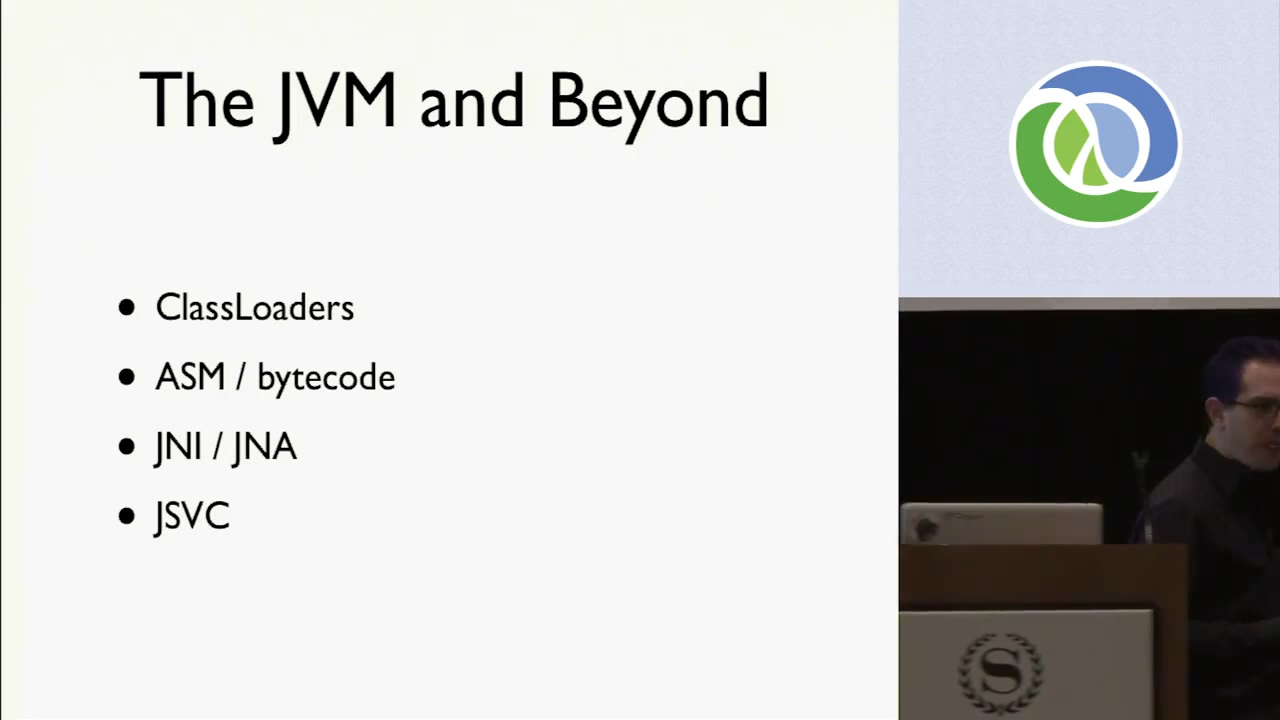 The JVM and Beyond
• ClassLoaders
• ASM / bytecode
• JNI / JNA
• JSVC
S